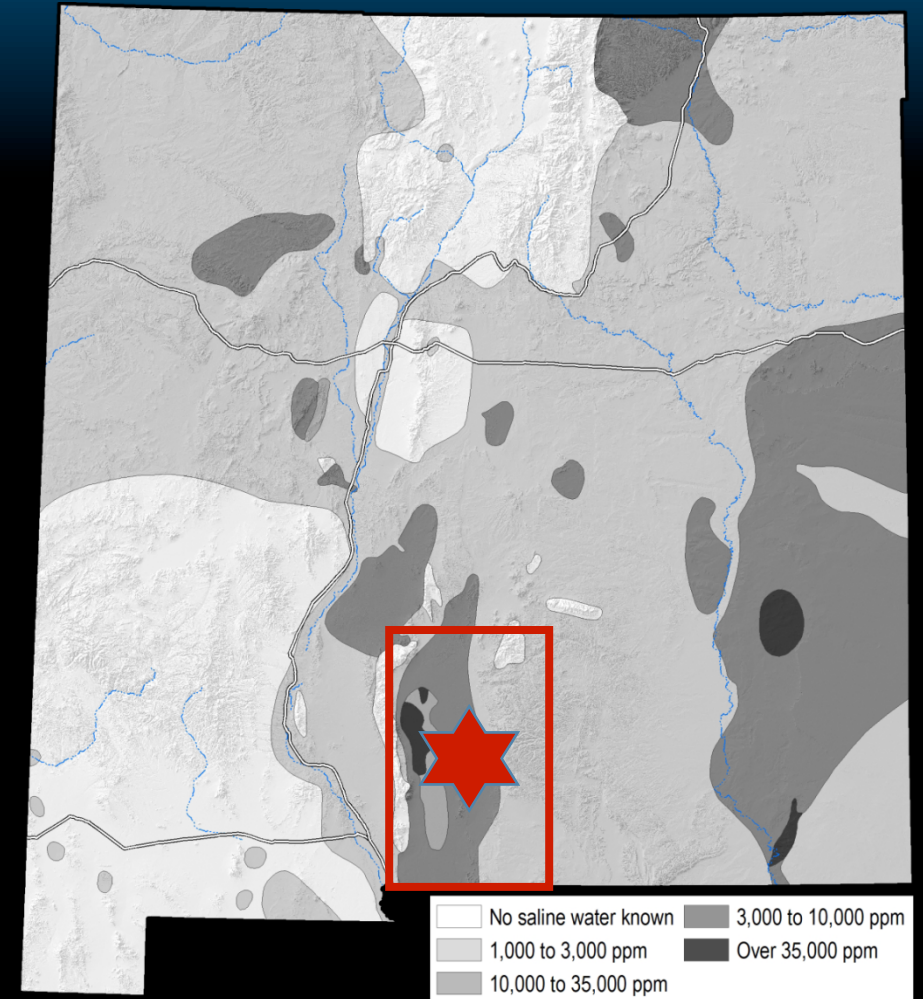 No saline water known
3,000 to 10,000 ppm
1,000 to 3,000 ppm
Over 35,000 ppm
10,000 to 35,000 ppm